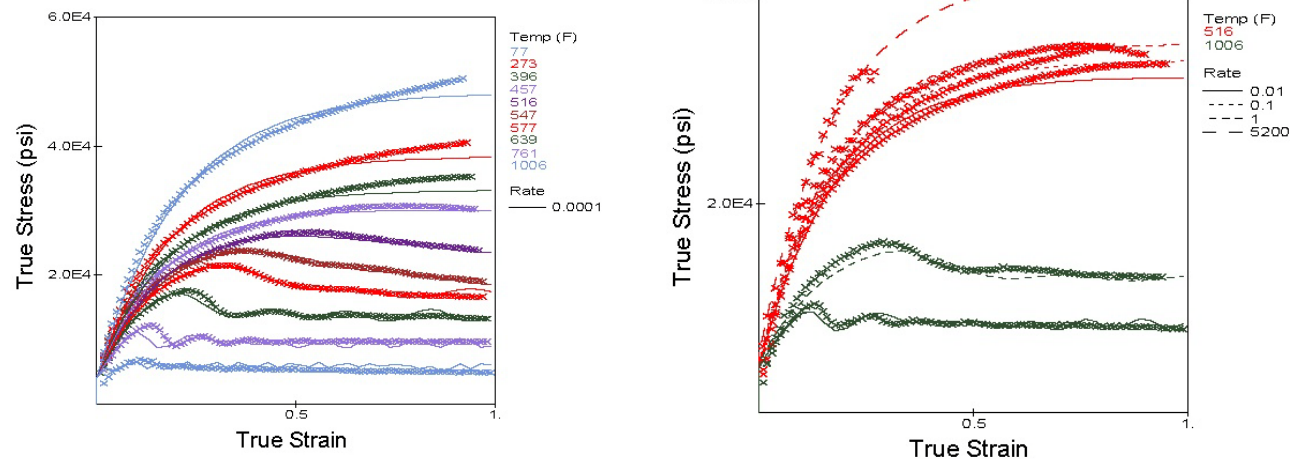 6.0E4
4.0E4
2.0E4
0.5
1.
True Strain
True Stress (psi)
Temp (F)
77
273
396
457
516
547
577
639
761
1006
Rate
0.0001
2.0E4
0.5
1.
True Strain
True Stress (psi)
Temp (F)
516
1006
Rate
0.01
0.1
1
5200